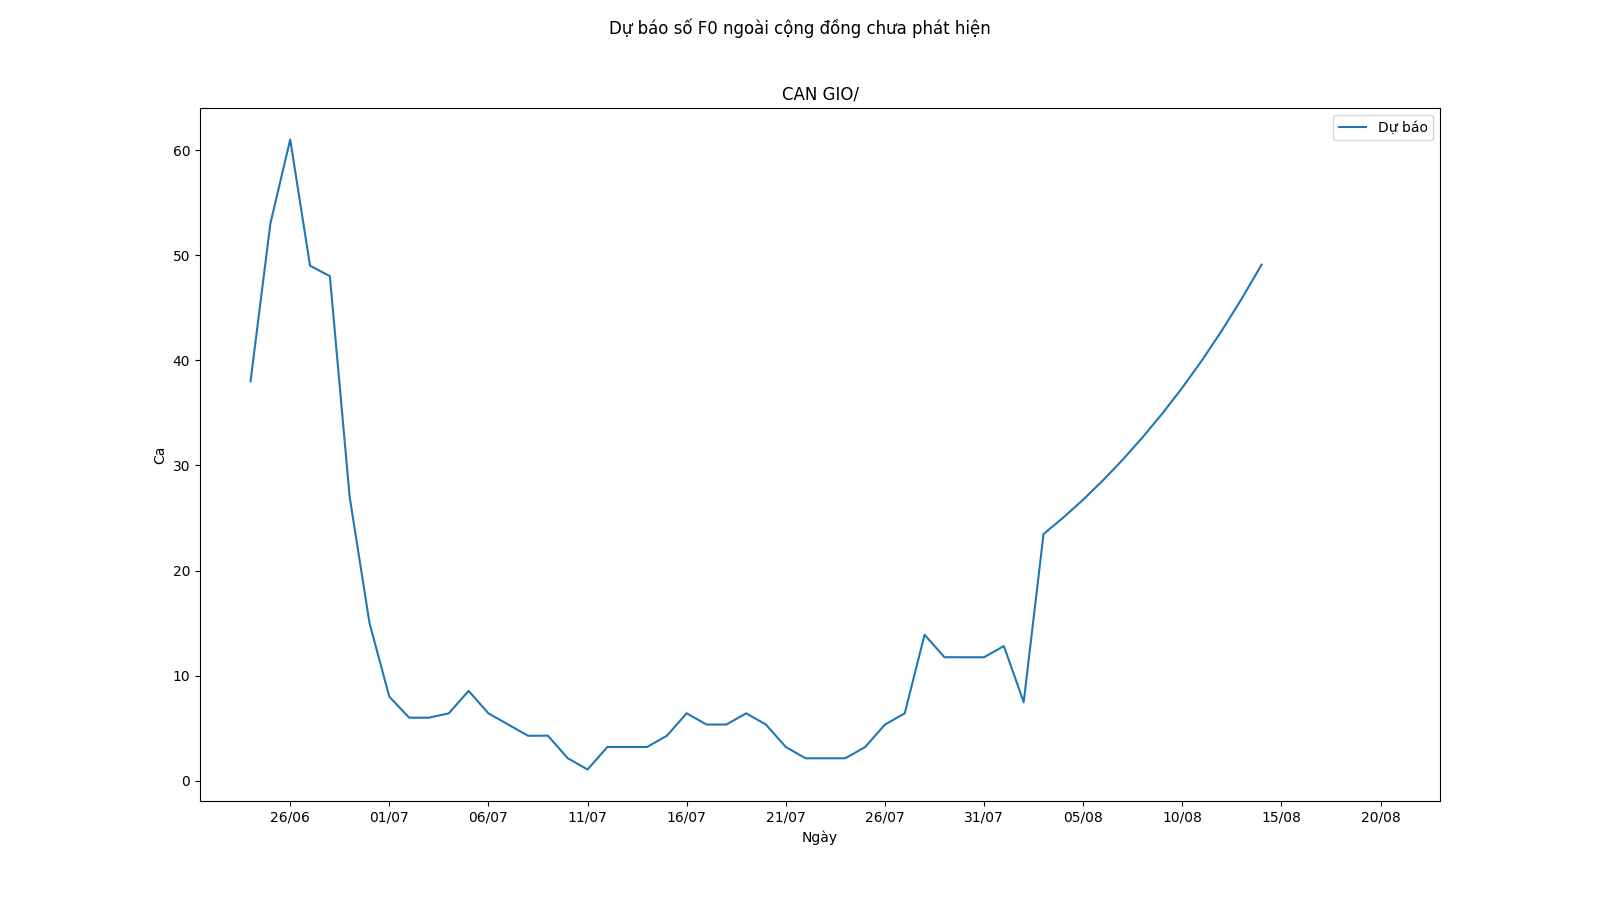 Dự báo số F0 ngoài cộng đồng chưa phát hiện
CAN GIO/
Dự báo
60
50
40
30
20
10
0
Ca
26/06 01/07 06/07 11/07 16/07 21/07 26/07 31/07 05/08 10/08 15/08 20/08
Ngày